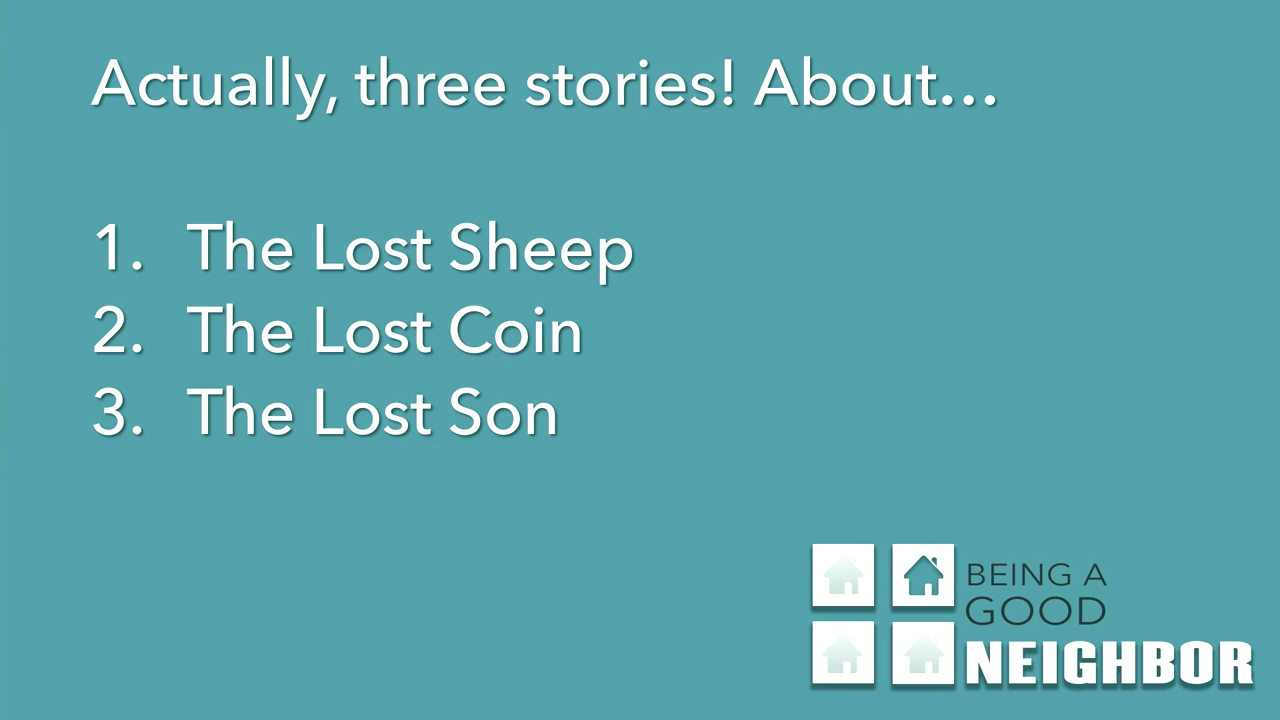 Actually, three stories! About...
1. The Lost Sheep
2. The Lost Coin
3. The Lost Son
BEING A
GOOD
NEIGHBOR